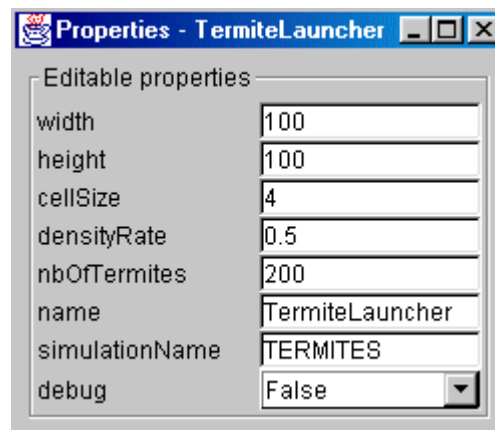 Properties - TermiteLauncher
Editable properties
width 100
height 100
cellSize 4
densityRate 0.5
nbOfTermites 200
name TermiteLauncher
simulationName TERMITES
debug False